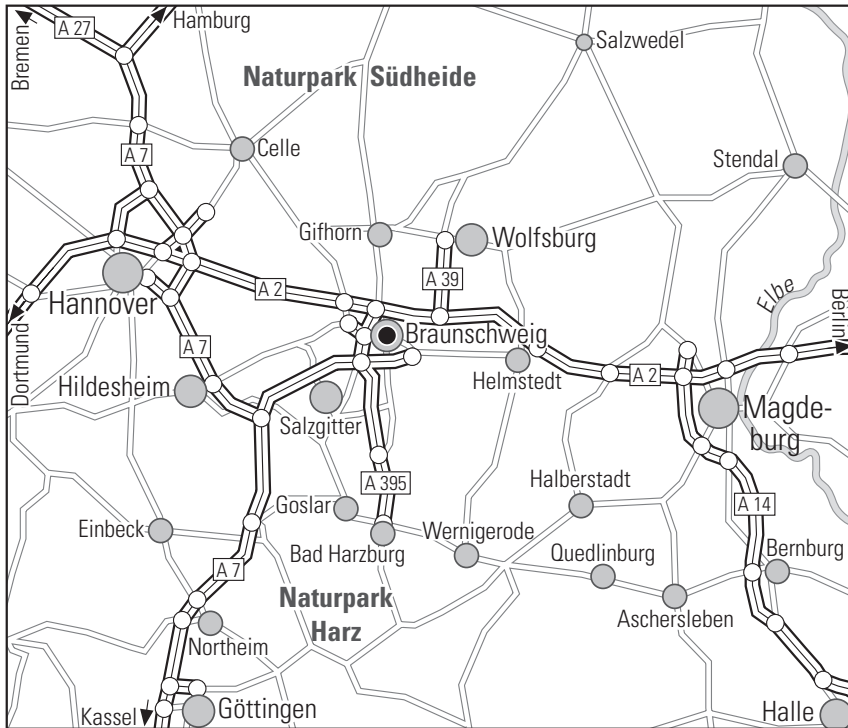 A 27
Hamburg
Bremen
Salzwedel
Naturpark Südheide
A 7
Celle
Stendal
Gifhorn
Wolfsburg
A 39
Elbe
Hannover
A 2
Berlin
Braunschweig
Dortmund
A 7
Helmstedt
A 2
Hildesheim
Salzgitter
Magde-
burg
A 395
Halberstadt
A 14
Goslar
Einbeck
Wernigerode
Bad Harzburg
Quedlinburg
Bernburg
A 7
Naturpark
Harz
Aschersleben
Northeim
Göttingen
Kassel
Halle